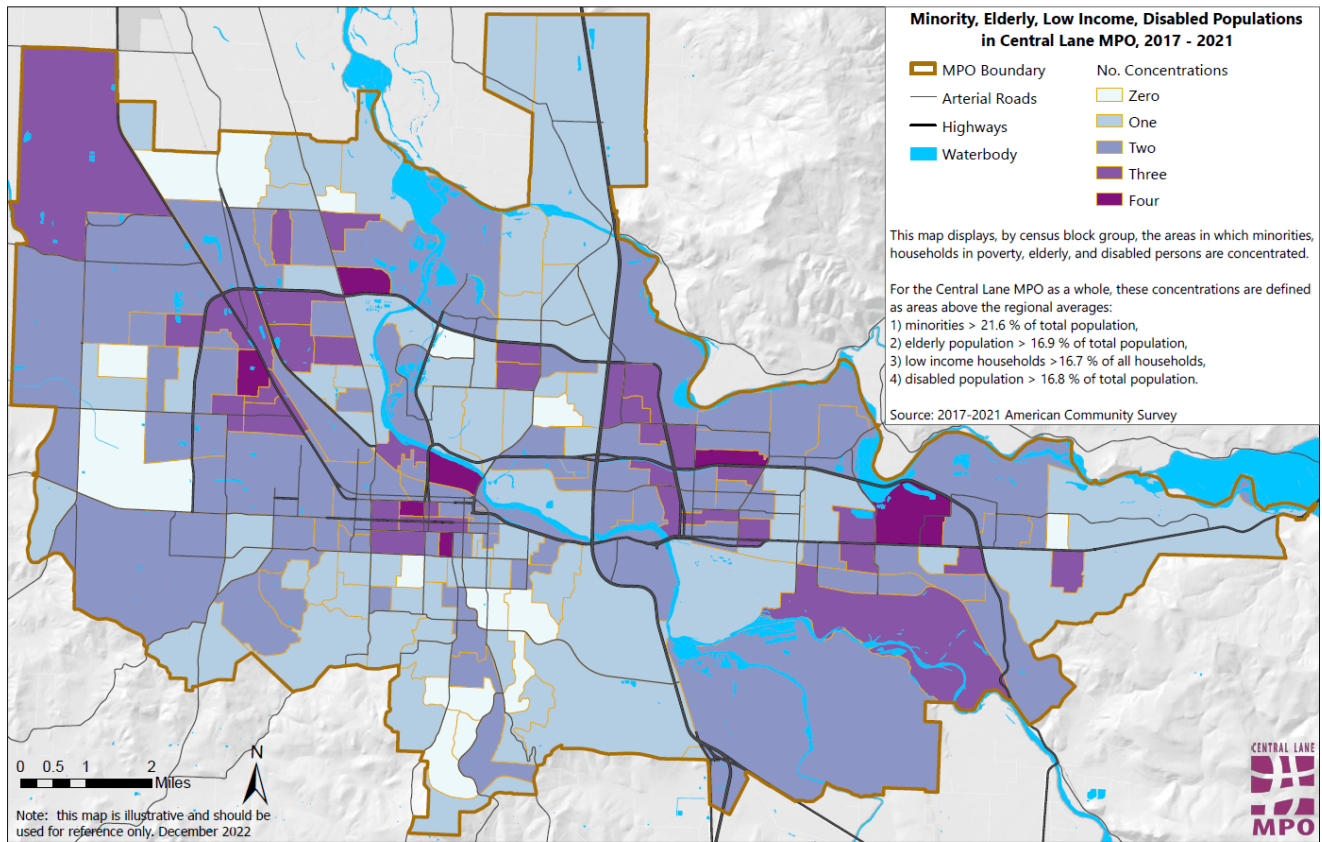 Minority, Elderly, Low Income, Disabled Populations
in Central Lane MPO, 2017 - 2021
MPO Boundary
Arterial Roads
Highways
Waterbody
No. Concentrations
Zero
One
Two
Three
Four
This map displays, by census block group, the areas in which minorities,
households in poverty, elderly, and disabled persons are concentrated.
For the Central Lane MPO as a whole, these concentrations are defined
as areas above the regional averages:
1) minorities > 21.6 % of total population,
2) elderly population > 16.9 % of total population,
3) low income households >16.7 % of all households,
4) disabled population > 16.8 % of total population.
Source: 2017-2021 American Community Survey
N
0 0.5 1 2
Miles
Note: this map is illustrative and should be
used for reference only. December 2022
CENTRAL LANE
MPO